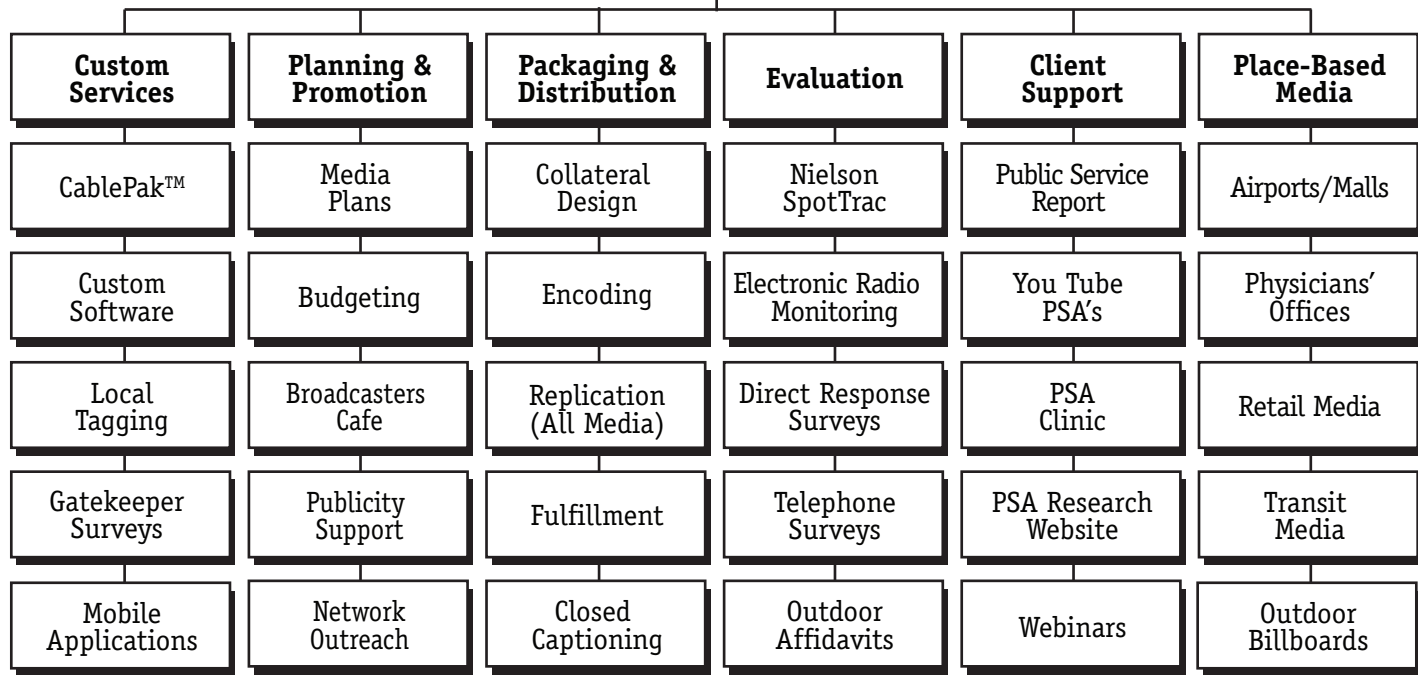 Custom
Services
Planning &
Promotion
Packaging &
Distribution
Evaluation
Client
Support
Place-Based
Media
CablePak™
Media
Plans
Collateral
Design
Nielson
SpotTrac
Public Service
Report
Airports/Malls
Custom
Software
Budgeting
Encoding
Electronic Radio
Monitoring
You Tube
PSA's
Physicians'
Offices
Local
Tagging
Broadcasters
Cafe
Replication
(All Media)
Direct Response
Surveys
PSA
Clinic
Retail Media
Gatekeeper
Surveys
Publicity
Support
Fulfillment
Telephone
Surveys
PSA Research
Website
Transit
Media
Mobile
Applications
Network
Outreach
Closed
Captioning
Outdoor
Affidavits
Webinars
Outdoor
Billboards